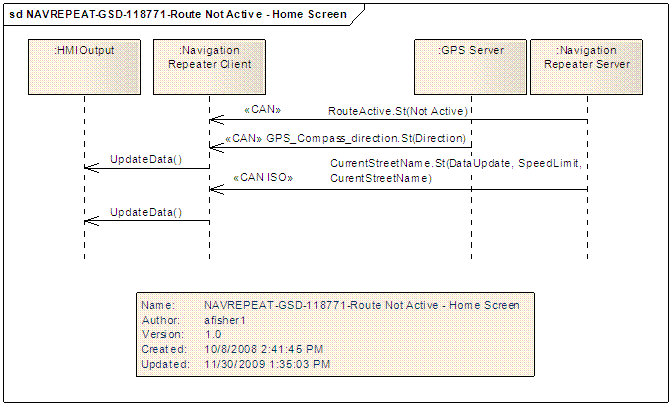 sd NAVREPEAT-GSD-118771-Route Not Active - Home Screen
:HMIOutput
:Navigation
Repeater Client
:GPS Server
:Navigation
Repeater Server
«CAN» RouteActive.St(Not Active)
«CAN» GPS_Compass_direction.St(Direction)
UpdateData()
CurrentStreetName.St(DataUpdate, SpeedLimit,
«CAN ISO» CurentStreetName)
UpdateData()
Name: NAVREPEAT-GSD-118771-Route Not Active - Home Screen
Author: afisher1
Version: 1.0
Created: 10/8/2008 2:41:45 PM
Updated: 11/30/2009 1:35:03 PM